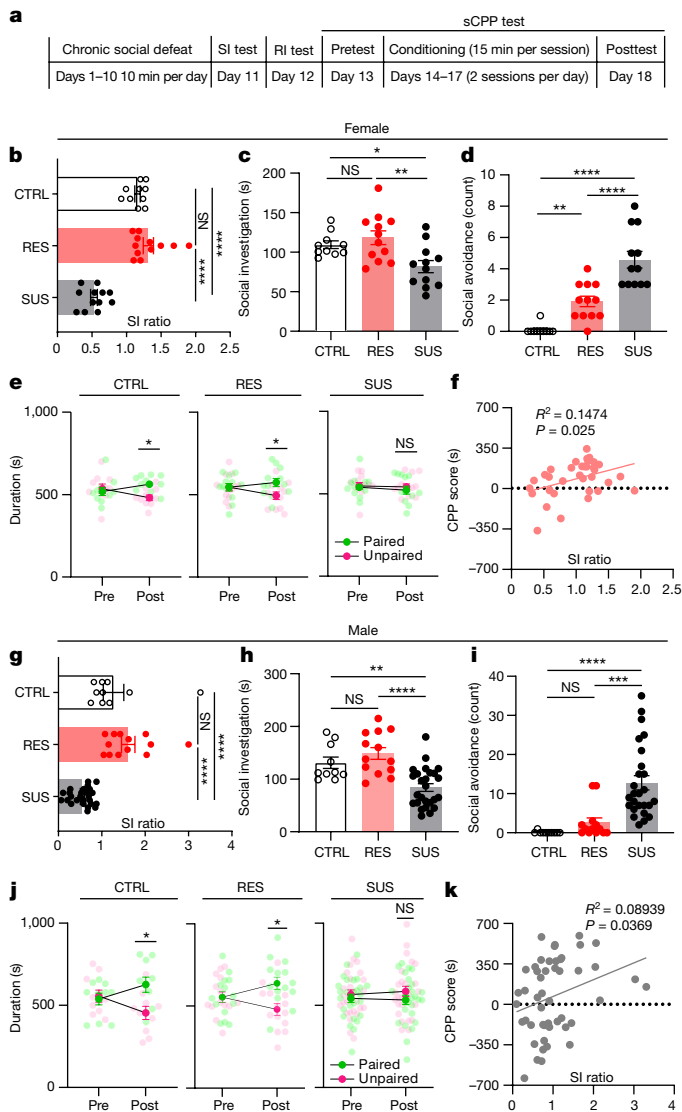 a
sCPP test
Chronic social defeat SI test RI test Pretest Conditioning (15 min per session) Posttest
Days 1–10 10 min per day Day 11 Day 12 Day 13 Days 14–17 (2 sessions per day) Day 18
Female
b
CTRL
RES
SUS
NS
****
****
0 0.5 1.0 1.5 2.0 2.5
SI ratio
c
Social investigation (s)
200
150
100
50
0
*
NS
**
CTRL RES SUS
d
Social avoidance (count)
10
8
6
4
2
0
****
****
**
CTRL RES SUS
e
CTRL RES SUS
Duration (s)
1,000
500
0
*
*
NS
Paired
Unpaired
Pre Post Pre Post Pre Post
f
R² = 0.1474
P = 0.025
CPP score (s)
700
350
0
−350
−700
SI ratio
0 0.5 1.0 1.5 2.0 2.5
Male
g
CTRL
RES
SUS
NS
****
****
0 1 2 3 4
SI ratio
h
Social investigation (s)
300
200
100
0
**
NS
****
CTRL RES SUS
i
Social avoidance (count)
40
30
20
10
0
****
NS
***
CTRL RES SUS
j
CTRL RES SUS
Duration (s)
1,000
500
0
*
*
NS
Paired
Unpaired
Pre Post Pre Post Pre Post
k
R² = 0.08939
P = 0.0369
CPP score (s)
700
350
0
−350
−700
SI ratio
0 1 2 3 4